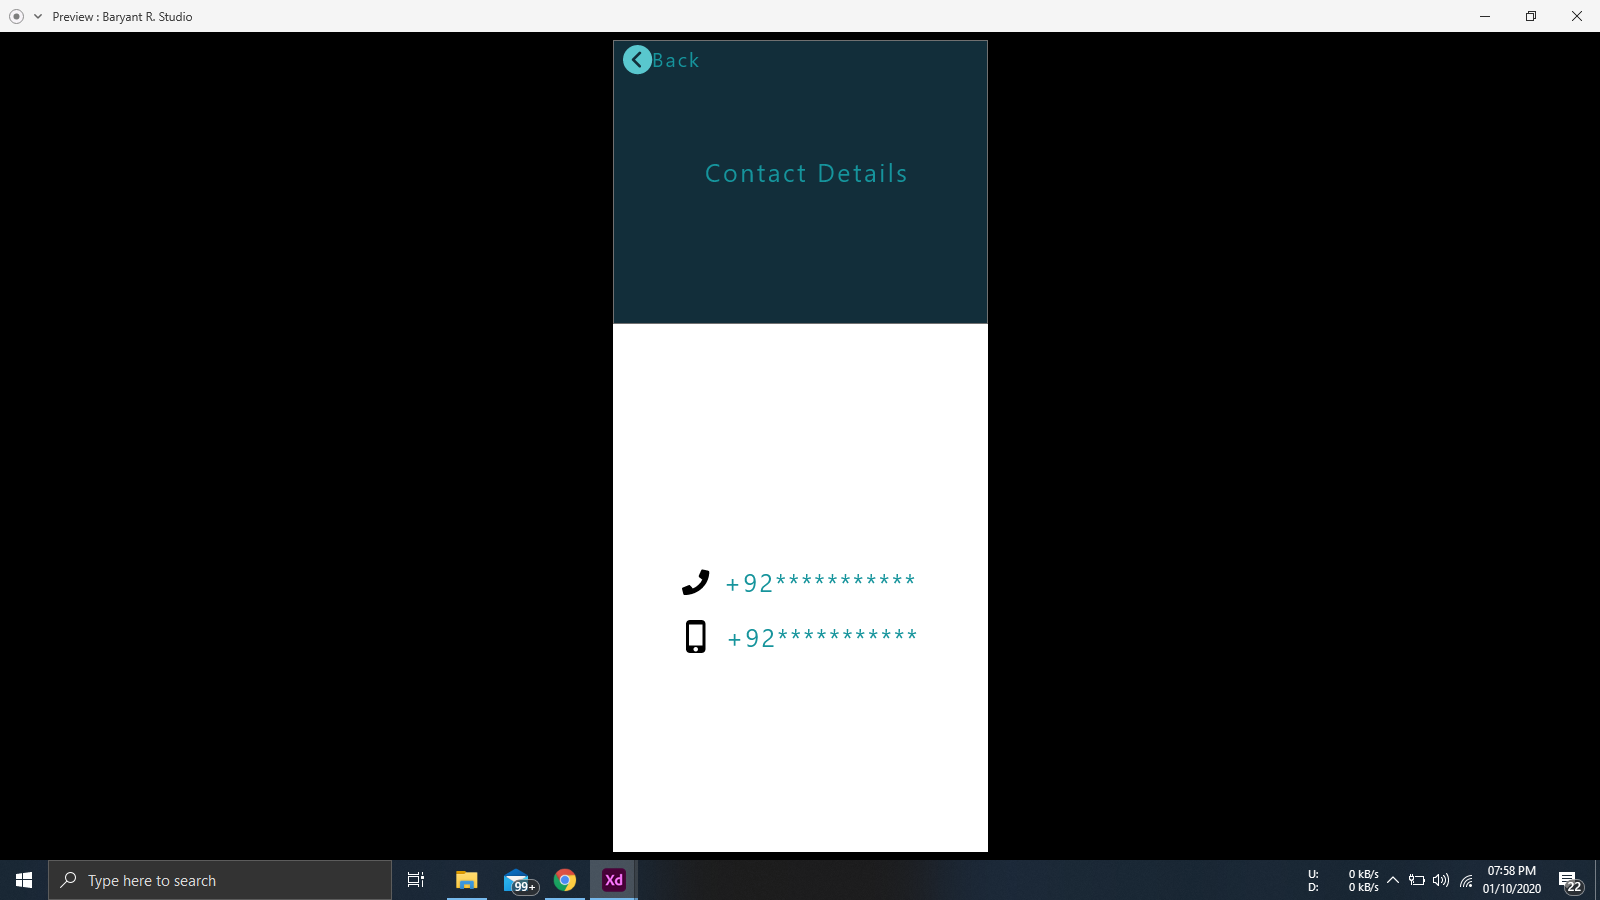 Preview : Baryant R. Studio
Back
Contact Details
+92***********
+92***********
Type here to search
99+
Xd
U: 0 kB/s
D: 0 kB/s
07:58 PM
01/10/2020
22